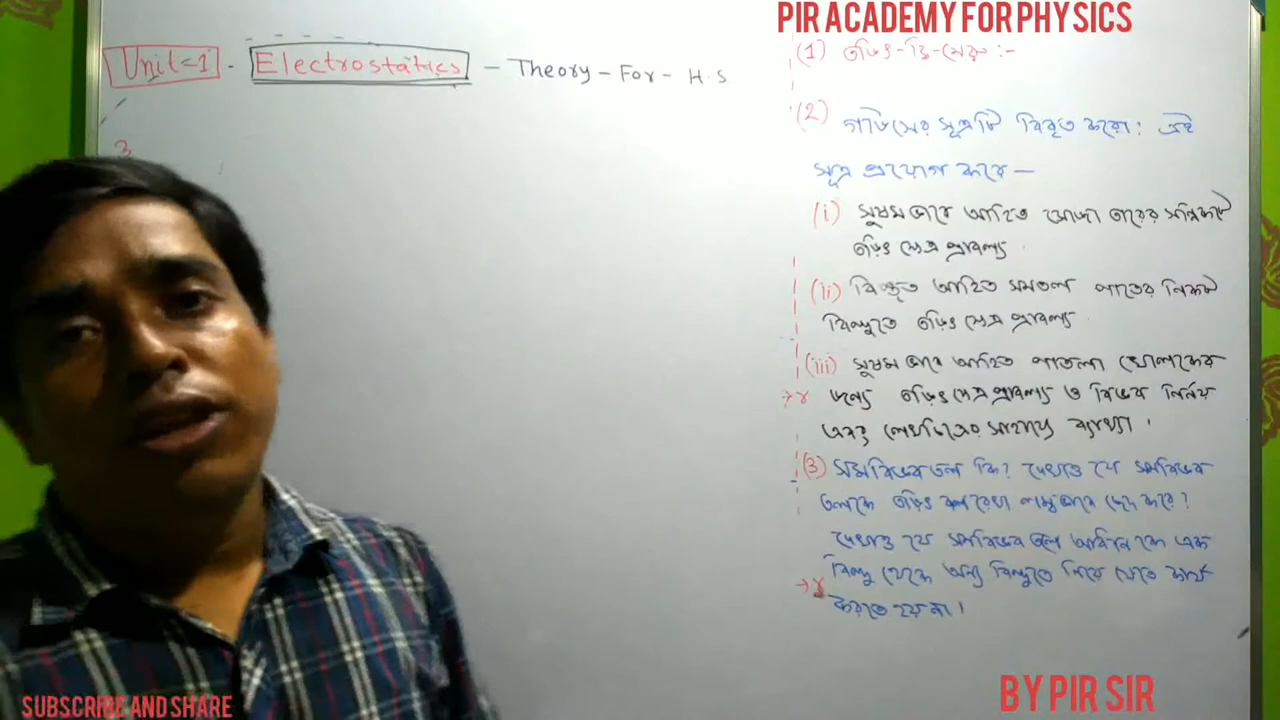 PIR ACADEMY FOR PHYSICS
Unit=1 - Electrostatics - Theory - For - H.S
3
(1) তড়িৎ-দ্বি-মেরু :-
(2) গাউসের সূত্রটি বিবৃত করো। এই
সূত্র প্রয়োগ করে —
(i) সুষমভাবে আহিত সোজা তারের সন্নিকটে
তড়িৎ ক্ষেত্র প্রাবল্য
(ii) বিস্তৃত আহিত সমতল পাতের নিকট
বিন্দুতে তড়িৎ ক্ষেত্র প্রাবল্য
(iii) সুষমভাবে আহিত পাতলা গোলকের
জন্য তড়িৎ ক্ষেত্র প্রাবল্য ও বিভব নির্ণয়
এবং লেখচিত্রের সাহায্যে ব্যাখ্যা।
(3) সমবিভব তল কি? দেখাও যে সমবিভব
তলকে তড়িৎ বলরেখা লম্বভাবে ছেদ করে?
দেখাও যে সমবিভব তলে আধান কে এক
বিন্দু থেকে অন্য বিন্দুতে নিয়ে যেতে কার্য
করতে হয় না।
BY PIR SIR
SUBSCRIBE AND SHARE